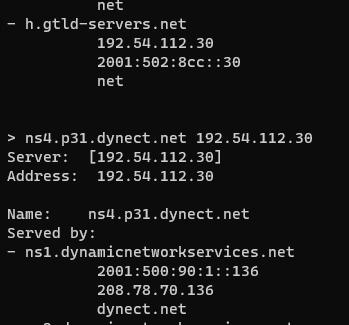 net
- h.gtld-servers.net
192.54.112.30
2001:502:8cc::30
net
> ns4.p31.dynect.net 192.54.112.30
Server: [192.54.112.30]
Address: 192.54.112.30
Name: ns4.p31.dynect.net
Served by:
- ns1.dynamicnetworkservices.net
2001:500:90:1::136
208.78.70.136
dynect.net